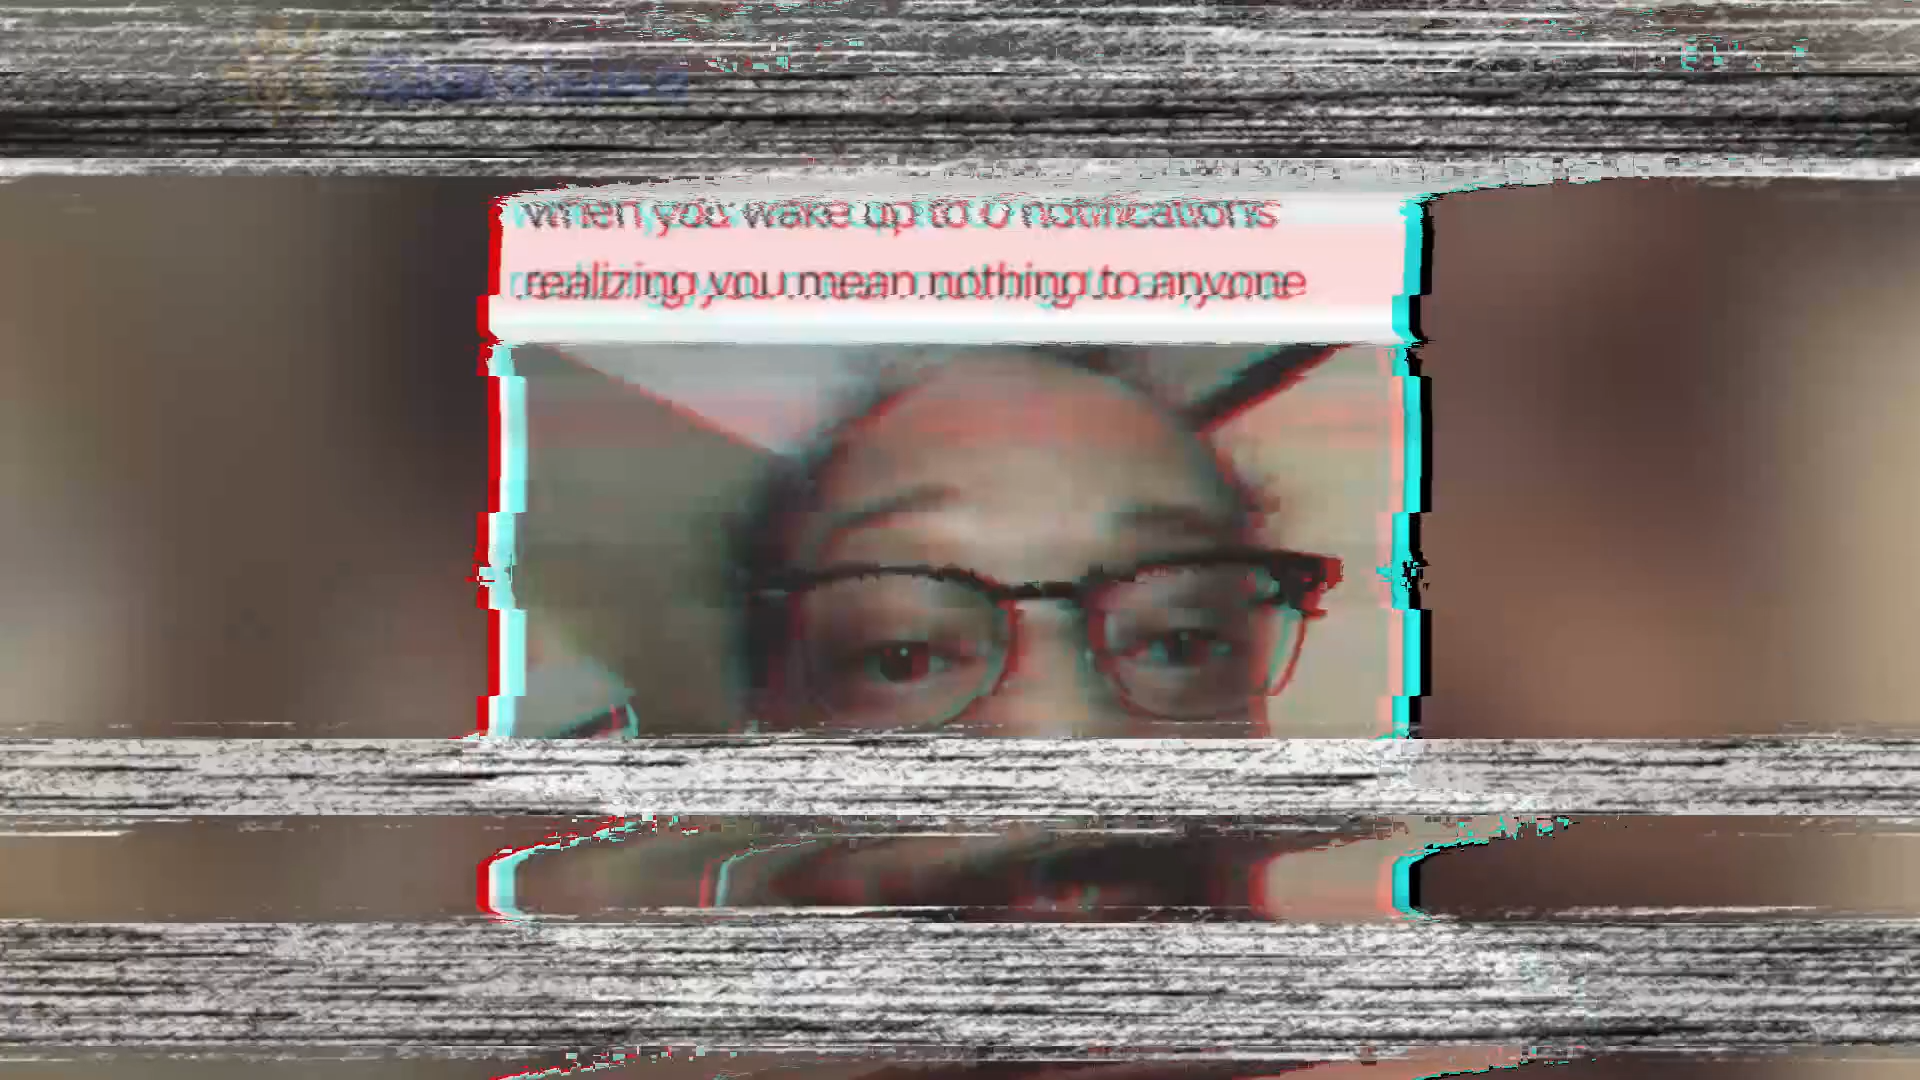 when you wake up to 0 notifications
realizing you mean nothing to anyone